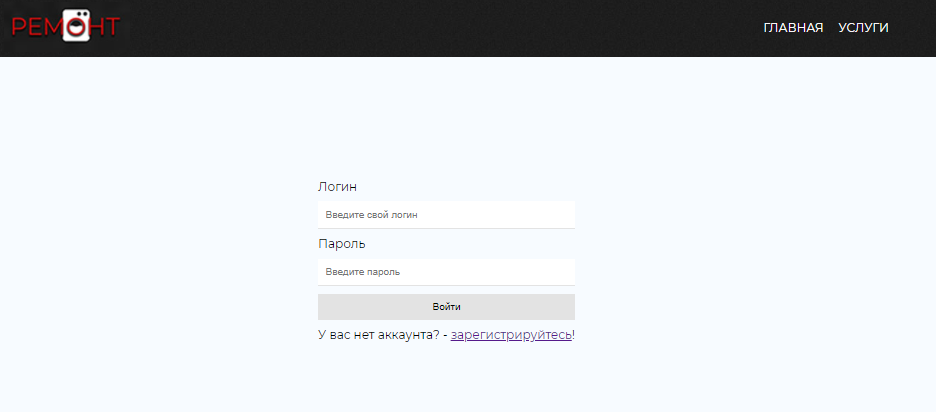 РЕМОНТ
ГЛАВНАЯ УСЛУГИ
Логин
Введите свой логин
Пароль
Введите пароль
Войти
У вас нет аккаунта? - зарегистрируйтесь!